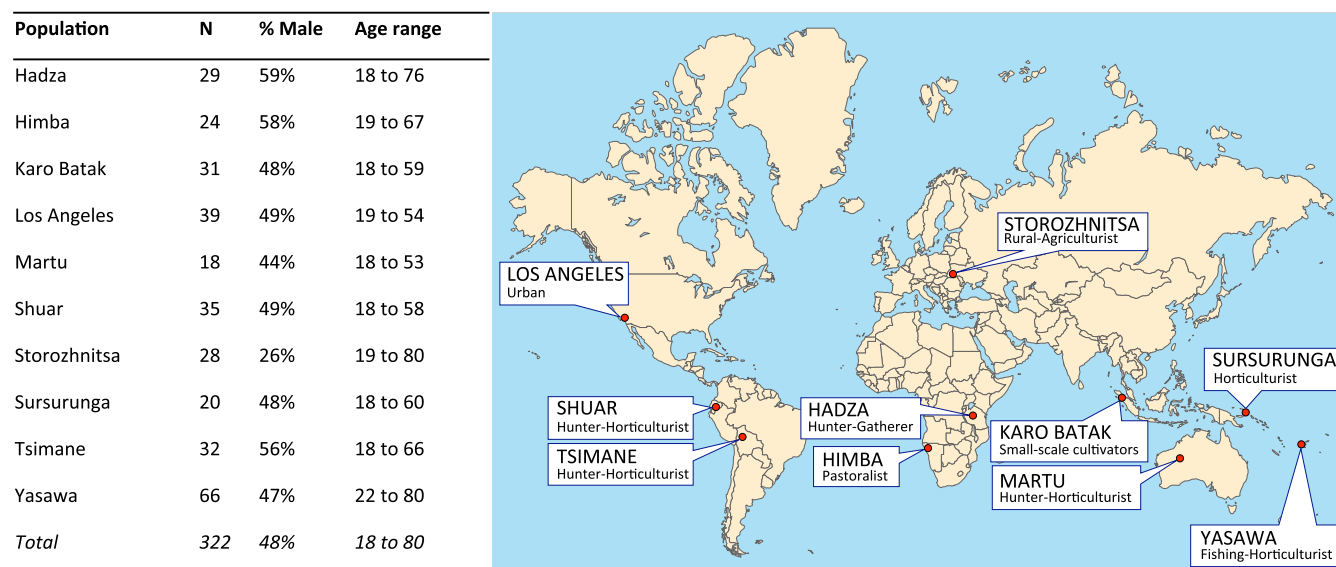 Population N % Male Age range
Hadza 29 59% 18 to 76
Himba 24 58% 19 to 67
Karo Batak 31 48% 18 to 59
Los Angeles 39 49% 19 to 54
Martu 18 44% 18 to 53
Shuar 35 49% 18 to 58
Storozhnitsa 28 26% 19 to 80
Sursurunga 20 48% 18 to 60
Tsimane 32 56% 18 to 66
Yasawa 66 47% 22 to 80
Total 322 48% 18 to 80
STOROZHNITSA
Rural-Agriculturist
LOS ANGELES
Urban
SURSURUNGA
Horticulturist
SHUAR
Hunter-Horticulturist
HADZA
Hunter-Gatherer
KARO BATAK
Small-scale cultivators
TSIMANE
Hunter-Horticulturist
HIMBA
Pastoralist
MARTU
Hunter-Horticulturist
YASAWA
Fishing-Horticulturist